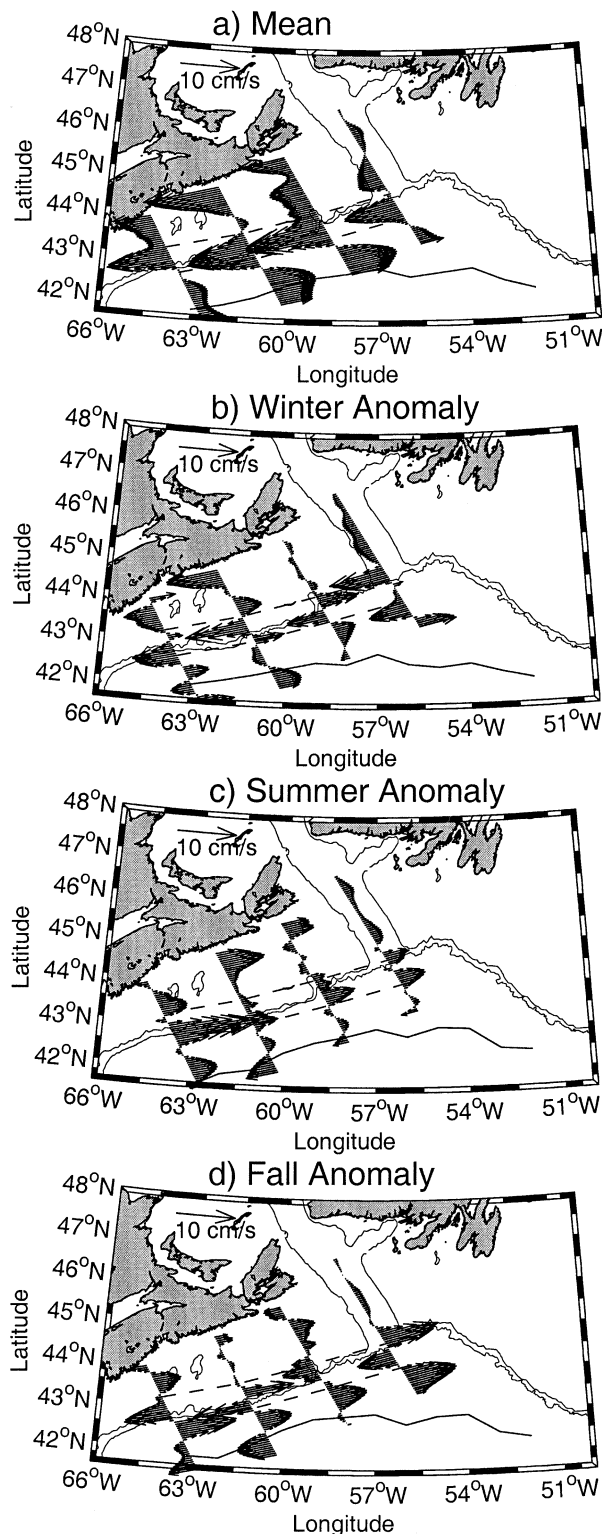 a) Mean
48°N
10 cm/s
47°N
46°N
45°N
44°N
43°N
42°N
Latitude
66°W 63°W 60°W 57°W 54°W 51°W
Longitude
b) Winter Anomaly
48°N
10 cm/s
47°N
46°N
45°N
44°N
43°N
42°N
Latitude
66°W 63°W 60°W 57°W 54°W 51°W
Longitude
c) Summer Anomaly
48°N
10 cm/s
47°N
46°N
45°N
44°N
43°N
42°N
Latitude
66°W 63°W 60°W 57°W 54°W 51°W
Longitude
d) Fall Anomaly
48°N
10 cm/s
47°N
46°N
45°N
44°N
43°N
42°N
Latitude
66°W 63°W 60°W 57°W 54°W 51°W
Longitude